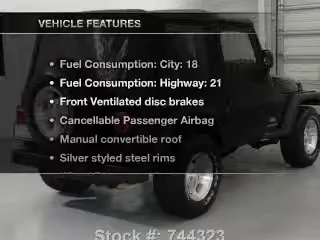 VEHICLE FEATURES
• Fuel Consumption: City: 18
• Fuel Consumption: Highway: 21
• Front Ventilated disc brakes
• Cancellable Passenger Airbag
• Manual convertible roof
• Silver styled steel rims
Stock #: 744323